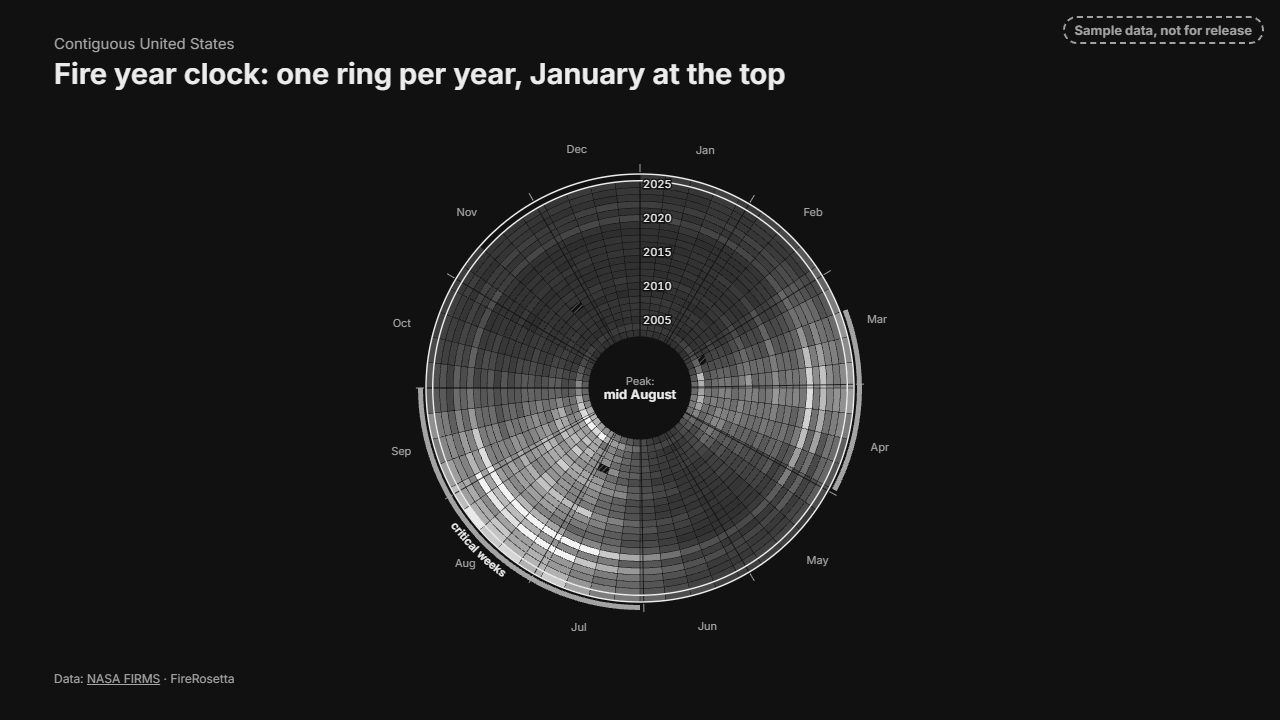 Contiguous United States
Sample data, not for release
Fire year clock: one ring per year, January at the top
Dec
Jan
Nov
Feb
2025
2020
2015
2010
2005
Oct
Mar
Peak:
mid August
Sep
Apr
critical weeks
Aug
May
Jul
Jun
Data: NASA FIRMS · FireRosetta